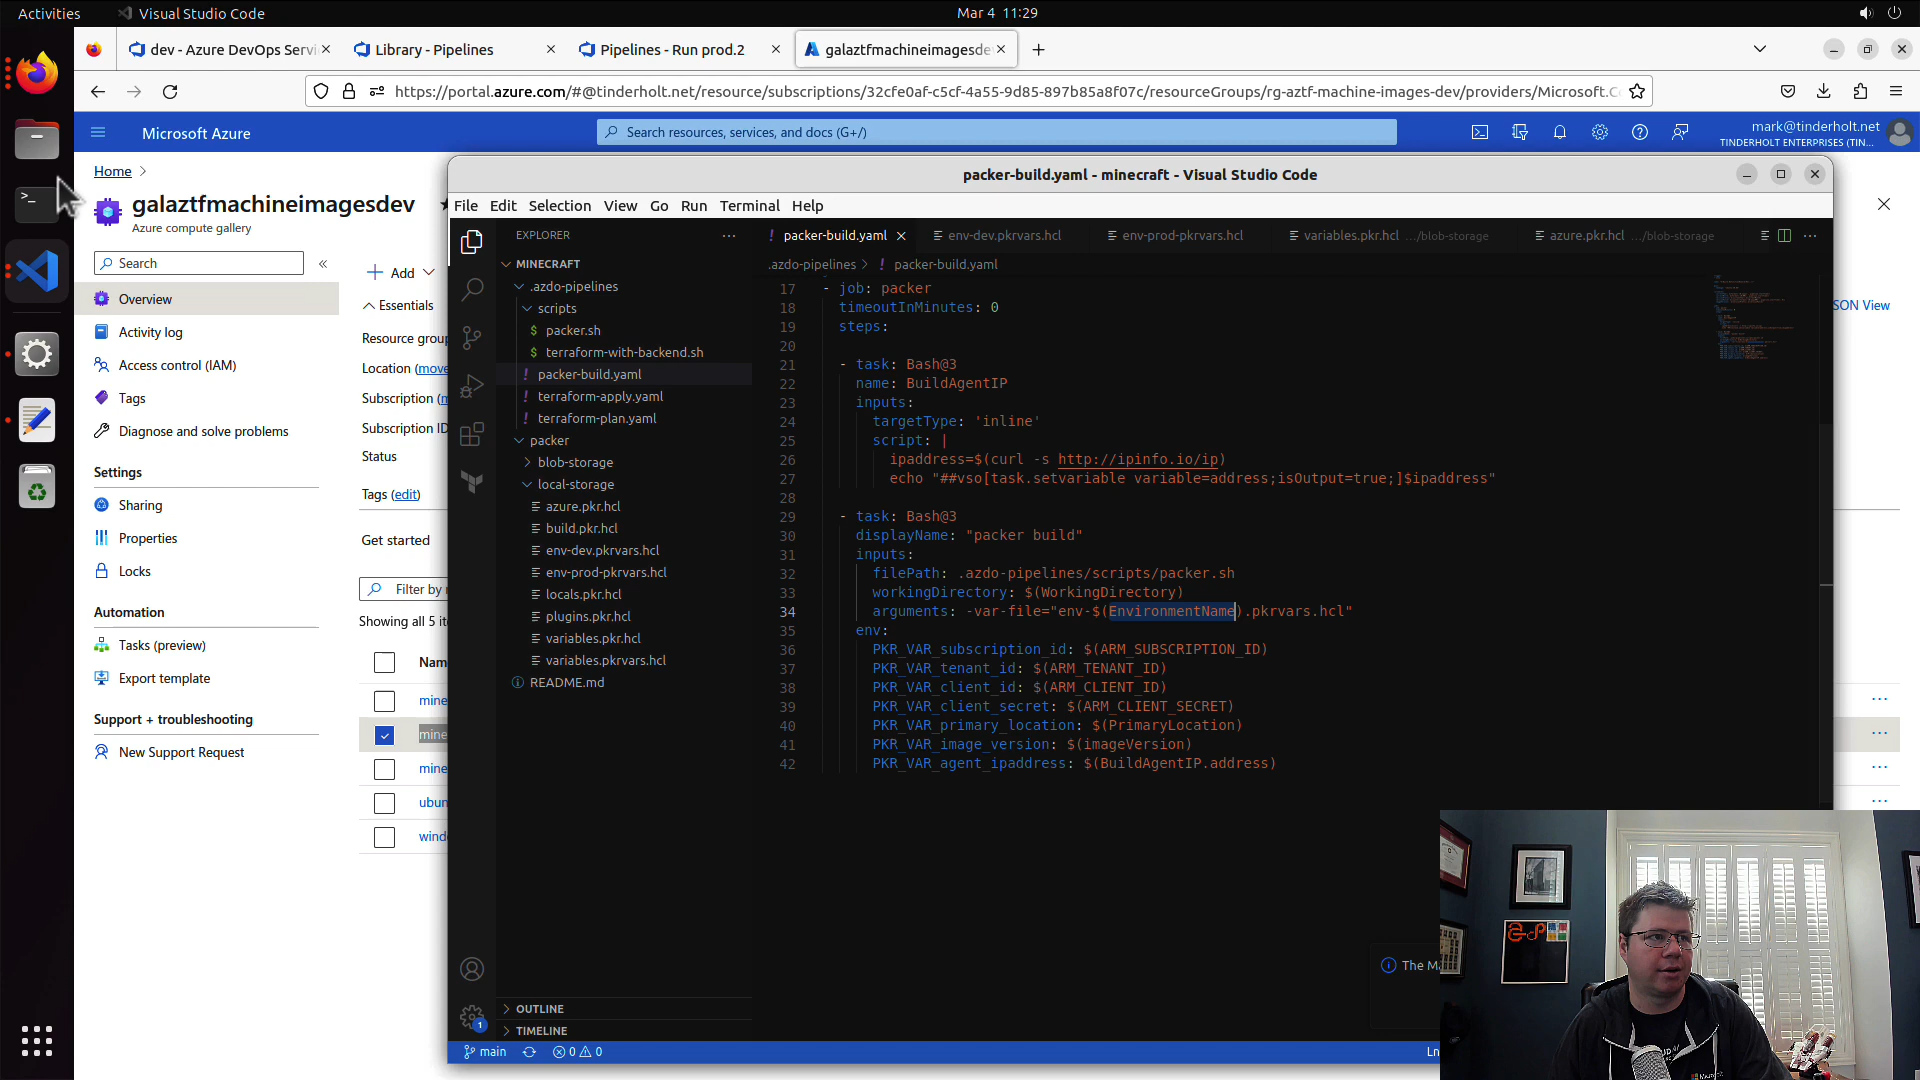 Activities
Visual Studio Code
Mar 4  11:29
dev - Azure DevOps Servi
Library - Pipelines
Pipelines - Run prod.2
galaztfmachineimagesde
https://portal.azure.com/#@tinderholt.net/resource/subscriptions/32cfe0af-c5cf-4a55-9d85-897b85a8f07c/resourceGroups/rg-aztf-machine-images-dev/providers/Microsoft.C
Microsoft Azure
Search resources, services, and docs (G+/)
mark@tinderholt.net
TINDERHOLT ENTERPRISES (TIN...
Home
galaztfmachineimagesdev
Azure compute gallery
Search
Add
Overview
Activity log
Access control (IAM)
Tags
Diagnose and solve problems
Settings
Sharing
Properties
Locks
Automation
Tasks (preview)
Export template
Support + troubleshooting
New Support Request
Essentials
Resource grou
Location (move
Subscription (m
Subscription ID
Status
Tags (edit)
Get started
Filter by
Showing all 5 it
Nam
mine
mine
mine
ubun
wind
SON View
packer-build.yaml - minecraft - Visual Studio Code
File Edit Selection View Go Run Terminal Help
EXPLORER
MINECRAFT
.azdo-pipelines
scripts
$ packer.sh
$ terraform-with-backend.sh
! packer-build.yaml
! terraform-apply.yaml
! terraform-plan.yaml
packer
blob-storage
local-storage
azure.pkr.hcl
build.pkr.hcl
env-dev.pkrvars.hcl
env-prod-pkrvars.hcl
locals.pkr.hcl
plugins.pkr.hcl
variables.pkr.hcl
variables.pkrvars.hcl
README.md
OUTLINE
TIMELINE
! packer-build.yaml
env-dev.pkrvars.hcl
env-prod-pkrvars.hcl
variables.pkr.hcl .../blob-storage
azure.pkr.hcl .../blob-storage
.azdo-pipelines > ! packer-build.yaml
17 - job: packer
18 timeoutInMinutes: 0
19 steps:
20
21 - task: Bash@3
22 name: BuildAgentIP
23 inputs:
24 targetType: 'inline'
25 script: |
26 ipaddress=$(curl -s http://ipinfo.io/ip)
27 echo "##vso[task.setvariable variable=address;isOutput=true;]$ipaddress"
28
29 - task: Bash@3
30 displayName: "packer build"
31 inputs:
32 filePath: .azdo-pipelines/scripts/packer.sh
33 workingDirectory: $(WorkingDirectory)
34 arguments: -var-file="env-$(EnvironmentName).pkrvars.hcl"
35 env:
36 PKR_VAR_subscription_id: $(ARM_SUBSCRIPTION_ID)
37 PKR_VAR_tenant_id: $(ARM_TENANT_ID)
38 PKR_VAR_client_id: $(ARM_CLIENT_ID)
39 PKR_VAR_client_secret: $(ARM_CLIENT_SECRET)
40 PKR_VAR_primary_location: $(PrimaryLocation)
41 PKR_VAR_image_version: $(imageVersion)
42 PKR_VAR_agent_ipaddress: $(BuildAgentIP.address)
The Ma
1
main
0 0
Ln